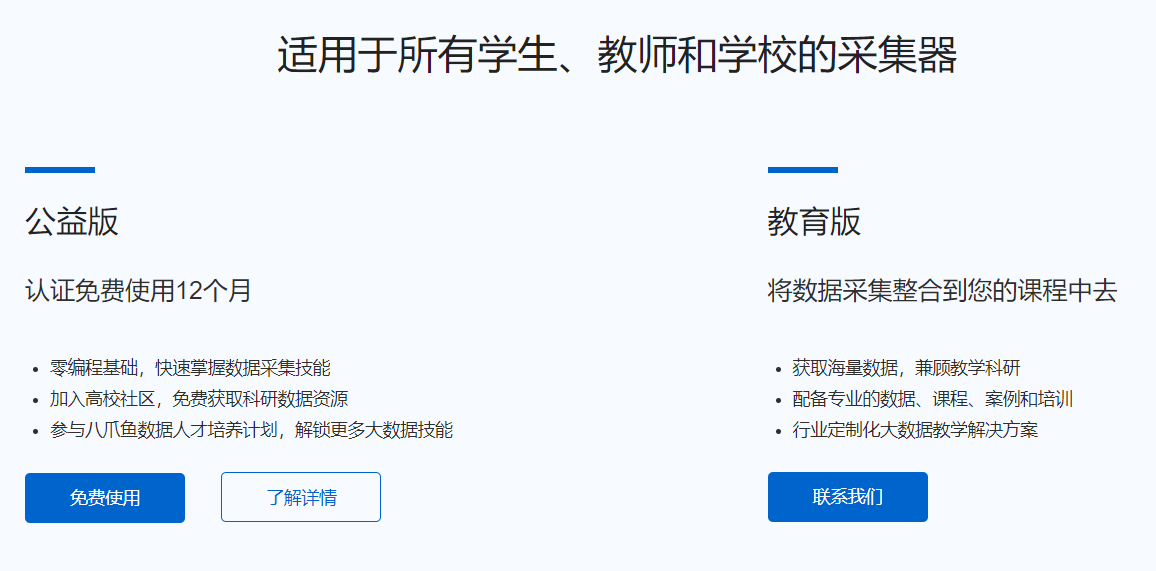 适用于所有学生、教师和学校的采集器
公益版
认证免费使用12个月
零编程基础，快速掌握数据采集技能
加入高校社区，免费获取科研数据资源
参与八爪鱼数据人才培养计划，解锁更多大数据技能
免费使用
了解详情
教育版
将数据采集整合到您的课程中去
获取海量数据，兼顾教学科研
配备专业的数据、课程、案例和培训
行业定制化大数据教学解决方案
联系我们